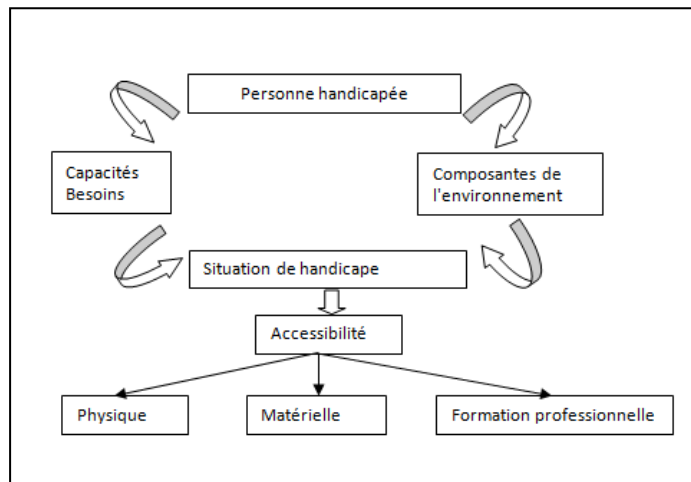 Personne handicapée
Capacités
Besoins
Composantes de
l'environnement
Situation de handicape
Accessibilité
Physique
Matérielle
Formation professionnelle